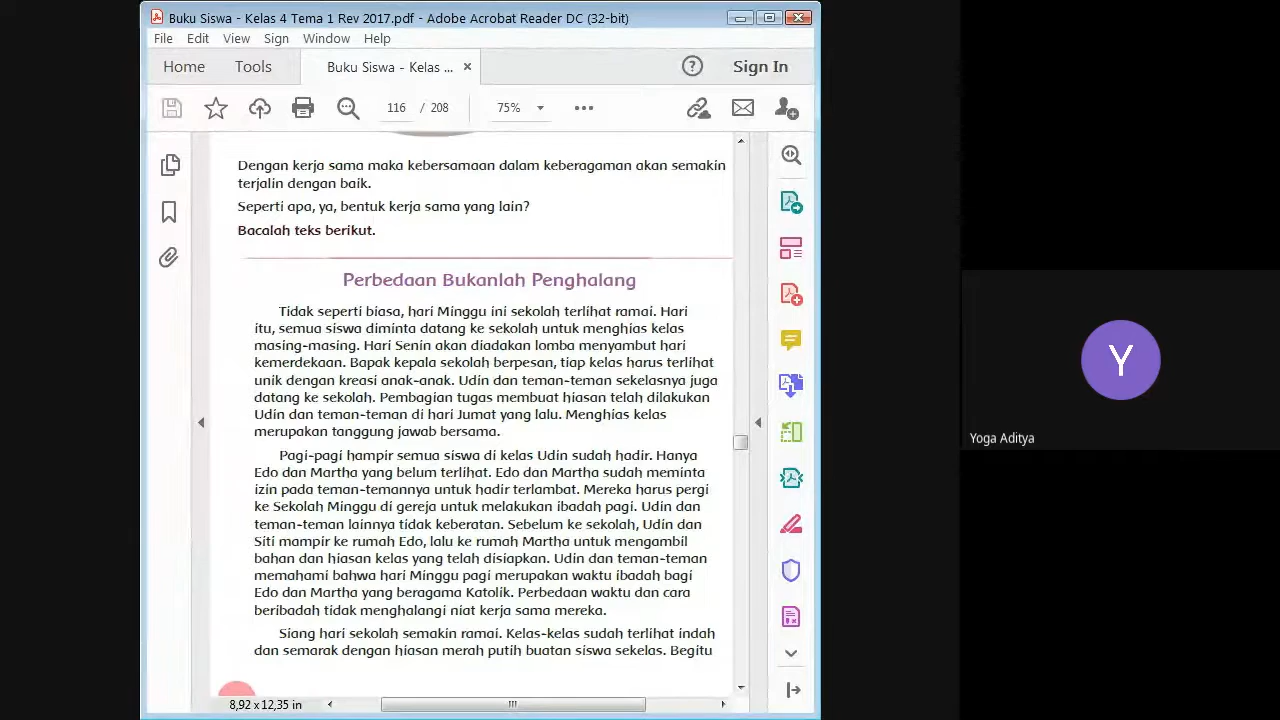 Buku Siswa - Kelas 4 Tema 1 Rev 2017.pdf - Adobe Acrobat Reader DC (32-bit)
File Edit View Sign Window Help
Home Tools Buku Siswa - Kelas ... × ? Sign In
116 / 208 75%
Dengan kerja sama maka kebersamaan dalam keberagaman akan semakin
terjalin dengan baik.
Seperti apa, ya, bentuk kerja sama yang lain?
Bacalah teks berikut.
Perbedaan Bukanlah Penghalang
Tidak seperti biasa, hari Minggu ini sekolah terlihat ramai. Hari
itu, semua siswa diminta datang ke sekolah untuk menghias kelas
masing-masing. Hari Senin akan diadakan lomba menyambut hari
kemerdekaan. Bapak kepala sekolah berpesan, tiap kelas harus terlihat
unik dengan kreasi anak-anak. Udin dan teman-teman sekelasnya juga
datang ke sekolah. Pembagian tugas membuat hiasan telah dilakukan
Udin dan teman-teman di hari Jumat yang lalu. Menghias kelas
merupakan tanggung jawab bersama.
Pagi-pagi hampir semua siswa di kelas Udin sudah hadir. Hanya
Edo dan Martha yang belum terlihat. Edo dan Martha sudah meminta
izin pada teman-temannya untuk hadir terlambat. Mereka harus pergi
ke Sekolah Minggu di gereja untuk melakukan ibadah pagi. Udin dan
teman-teman lainnya tidak keberatan. Sebelum ke sekolah, Udin dan
Siti mampir ke rumah Edo, lalu ke rumah Martha untuk mengambil
bahan dan hiasan kelas yang telah disiapkan. Udin dan teman-teman
memahami bahwa hari Minggu pagi merupakan waktu ibadah bagi
Edo dan Martha yang beragama Katolik. Perbedaan waktu dan cara
beribadah tidak menghalangi niat kerja sama mereka.
Siang hari sekolah semakin ramai. Kelas-kelas sudah terlihat indah
dan semarak dengan hiasan merah putih buatan siswa sekelas. Begitu
8,92 x 12,35 in
Y
Yoga Aditya